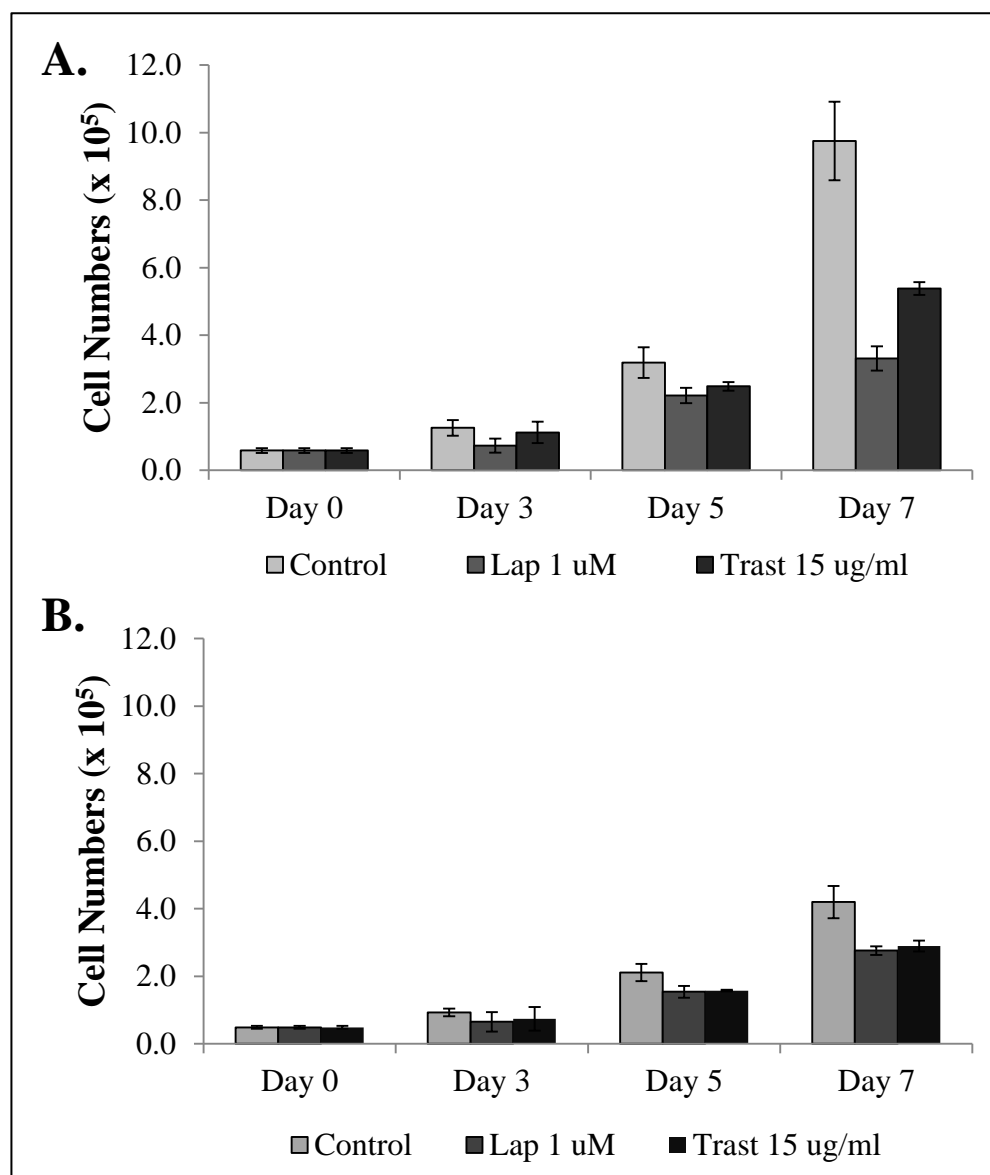 A.
Cell Numbers (x 10⁵)
12.0
10.0
8.0
6.0
4.0
2.0
0.0
Day 0 Day 3 Day 5 Day 7
Control Lap 1 uM Trast 15 ug/ml
B.
Cell Numbers (x 10⁵)
12.0
10.0
8.0
6.0
4.0
2.0
0.0
Day 0 Day 3 Day 5 Day 7
Control Lap 1 uM Trast 15 ug/ml